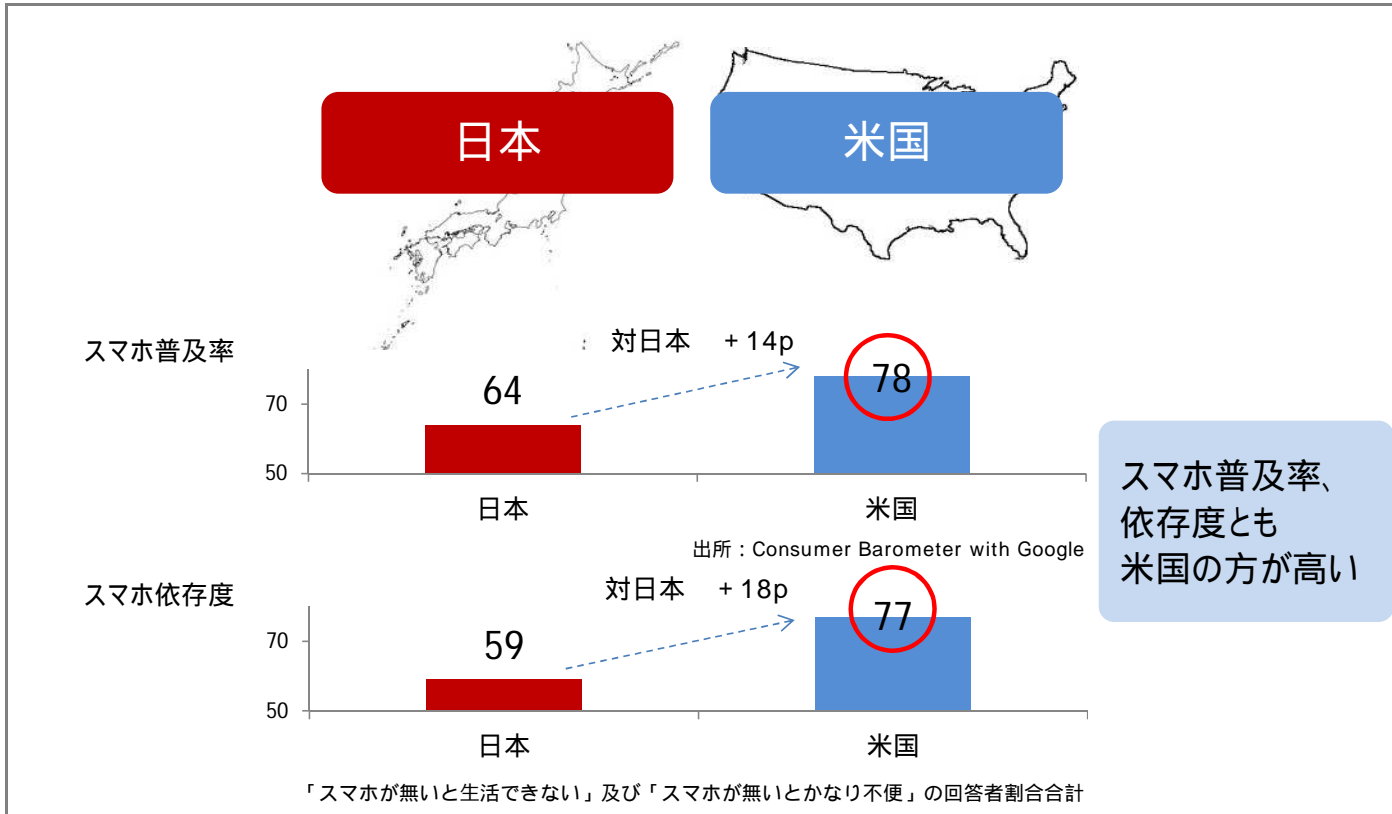 日本
米国
スマホ普及率
対日本 +14p
64
78
70
50
日本
米国
出所：Consumer Barometer with Google
スマホ依存度
対日本 +18p
59
77
70
50
日本
米国
「スマホが無いと生活できない」及び「スマホが無いとかなり不便」の回答者割合合計
スマホ普及率、
依存度とも
米国の方が高い